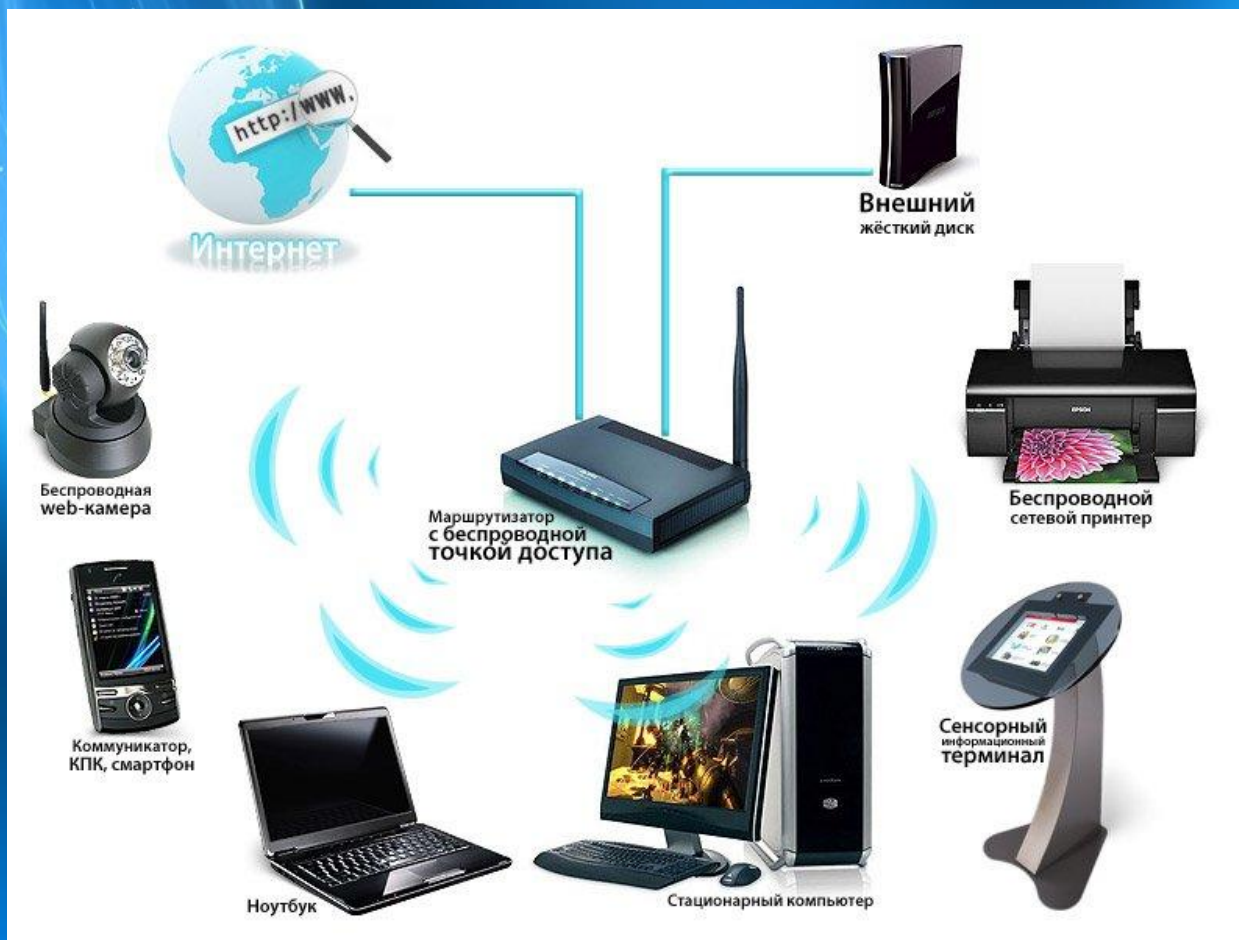 http:/WWW.
Интернет
Внешний
жёсткий диск
Беспроводная
web-камера
EPSON
Беспроводной
сетевой принтер
Маршрутизатор
с беспроводной
точкой доступа
Коммуникатор,
КПК, смартфон
Сенсорный
информационный
терминал
Ноутбук
Стационарный компьютер